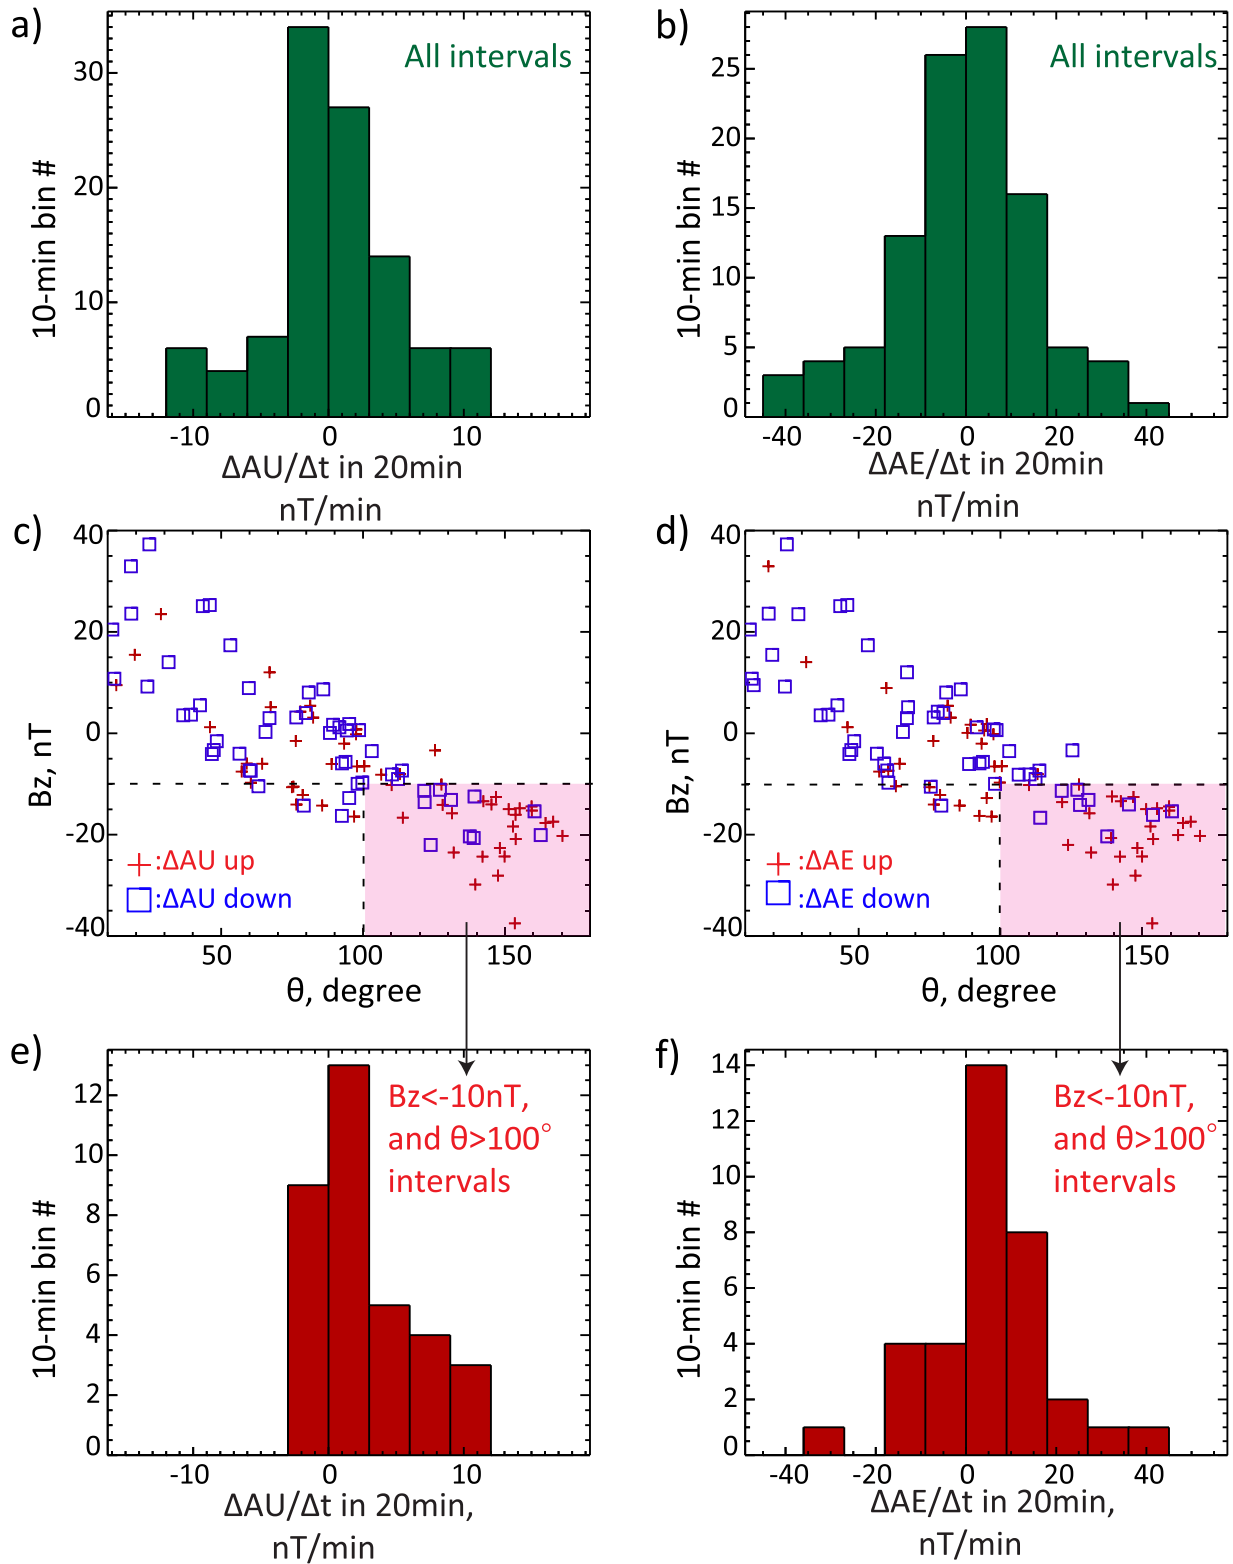 a)
All intervals
10-min bin #
30
20
10
0
-10
0
10
ΔAU/Δt in 20min
nT/min
b)
All intervals
10-min bin #
25
20
15
10
5
0
-40
-20
0
20
40
ΔAE/Δt in 20min
nT/min
c)
Bz, nT
40
20
0
-20
-40
+:ΔAU up
:ΔAU down
50
100
150
θ, degree
d)
Bz, nT
40
20
0
-20
-40
+:ΔAE up
:ΔAE down
50
100
150
θ, degree
e)
Bz<-10nT,
and θ>100°
intervals
10-min bin #
12
10
8
6
4
2
0
-10
0
10
ΔAU/Δt in 20min,
nT/min
f)
Bz<-10nT,
and θ>100°
intervals
10-min bin #
14
12
10
8
6
4
2
0
-40
-20
0
20
40
ΔAE/Δt in 20min,
nT/min